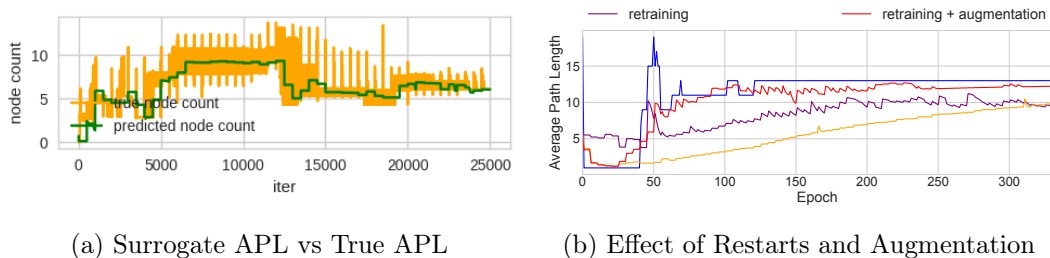 retraining
retraining + augmentation
node count
10
5
0
true node count
predicted node count
0
5000
10000
15000
20000
25000
iter
Average Path Length
15
10
5
0
50
100
150
200
250
300
Epoch
(a) Surrogate APL vs True APL
(b) Effect of Restarts and Augmentation